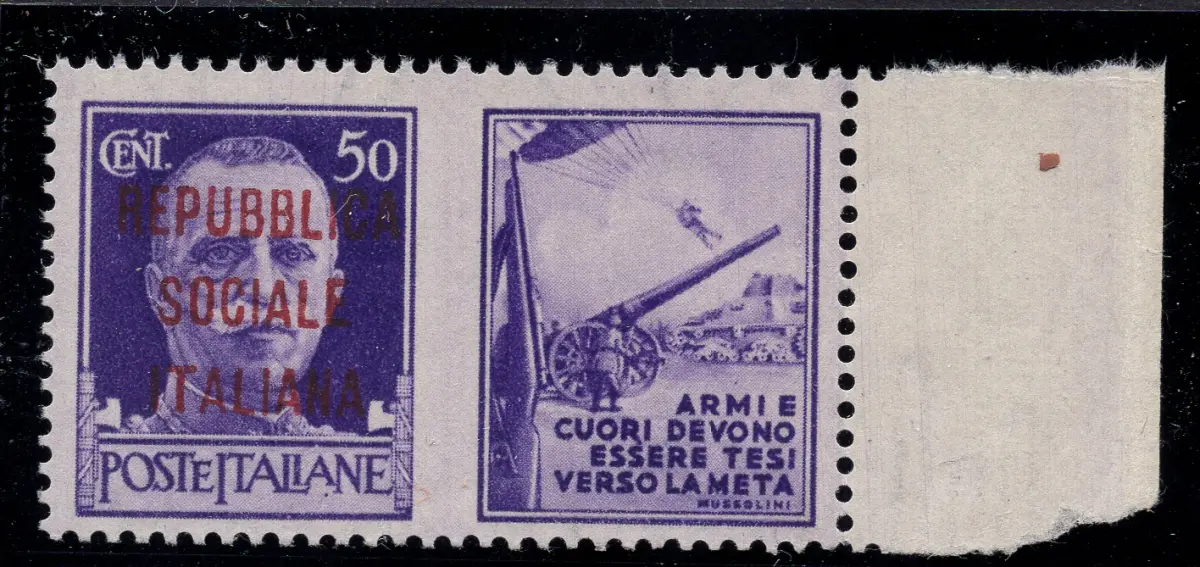 CENT. 50
REPUBBLICA
SOCIALE
ITALIANA
POSTE ITALIANE
ARMI E
CUORI DEVONO
ESSERE TESI
VERSO LA META
MUSSOLINI